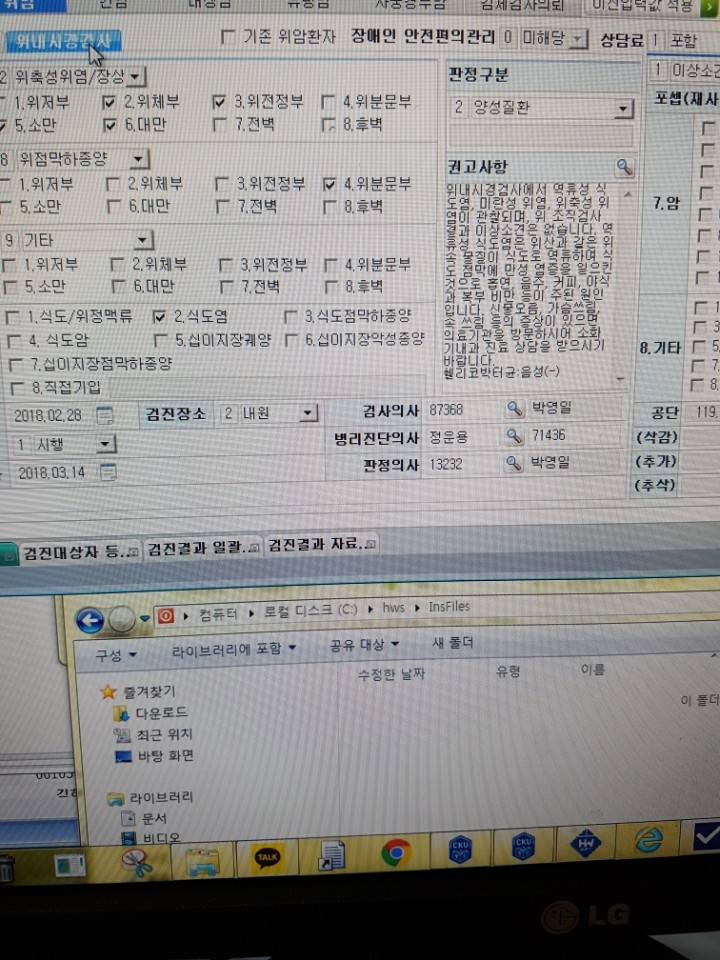 위암 간암 대장암 유방암 자궁경부암
위내시경검사 기존 위암환자 장애인 안전편의관리 0 미해당 상담료 1 포함
2 위축성위염/장상
1.위저부 2.위체부 3.위전정부 4.위분문부
5.소만 6.대만 7.전벽 8.후벽
8 위점막하종양
1.위저부 2.위체부 3.위전정부 4.위분문부
5.소만 6.대만 7.전벽 8.후벽
9 기타
1.위저부 2.위체부 3.위전정부 4.위분문부
5.소만 6.대만 7.전벽 8.후벽
1.식도/위정맥류 2.식도염 3.식도점막하종양
4. 식도암 5.십이지장궤양 6.십이지장악성종양
7.십이지장점막하종양
8.직접기입
판정구분
2 양성질환
권고사항
위내시경검사에서 역류성 식
도염, 미란성 위염, 위축성 위
염이 관찰되며, 위 조직검사
결과 이상소견은 없습니다. 역
류성 식도염은 위산과 같은 위
속 물질이 식도로 역류하여 식
도 점막에 만성 염증을 일으킨
것으로 흡연, 음주, 커피, 야식
과 복부 비만 등이 주된 원인
입니다. 신물오름, 가슴쓰림,
속 쓰림 등의 증상이 있으면
의료기관을 방문하시어 소화
기내과 진료 상담을 받으시기
바랍니다.
헬리코박터균:음성(-)
1 이상소견
포셉(재사
7.암
8.기타
2018.02.28 검진장소 2 내원 검사의사 87368 박영일
1 시행 병리진단의사 정운용 71436
2018.03.14 판정의사 13232 박영일
공단 119,
(삭감)
(추가)
(추삭)
검진대상자 등.. 검진결과 일괄.. 검진결과 자료..
컴퓨터 로컬 디스크 (C:) hws InsFiles
구성 라이브러리에 포함 공유 대상 새 폴더
즐겨찾기 수정한 날짜 유형 이름
다운로드 이 폴더
최근 위치
바탕 화면
라이브러리
문서
비디오
TALK CKU CKU
LG